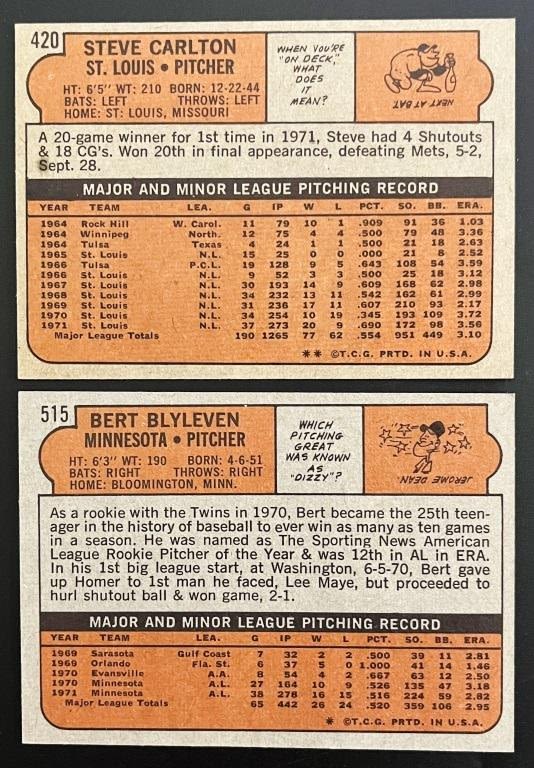 420
STEVE CARLTON
ST. LOUIS • PITCHER
HT: 6'5" WT: 210 BORN: 12-22-44
BATS: LEFT THROWS: LEFT
HOME: ST. LOUIS, MISSOURI
WHEN YOU'RE
"ON DECK,"
WHAT
DOES
IT
MEAN?
NEXT AT BAT
A 20-game winner for 1st time in 1971, Steve had 4 Shutouts
& 18 CG's. Won 20th in final appearance, defeating Mets, 5-2,
Sept. 28.
MAJOR AND MINOR LEAGUE PITCHING RECORD
YEAR TEAM LEA. G IP W L PCT. SO. BB. ERA.
1964 Rock Hill W. Carol. 11 79 10 1 .909 91 36 1.03
1964 Winnipeg North. 12 75 4 4 .500 79 48 3.36
1964 Tulsa Texas 4 24 1 1 .500 21 18 2.63
1965 St. Louis N.L. 15 25 0 0 .000 21 8 2.52
1966 Tulsa P.C.L. 19 128 9 5 .643 108 54 3.59
1966 St. Louis N.L. 9 52 3 3 .500 25 18 3.12
1967 St. Louis N.L. 30 193 14 9 .609 168 62 2.98
1968 St. Louis N.L. 34 232 13 11 .542 162 61 2.99
1969 St. Louis N.L. 31 236 17 11 .607 210 93 2.17
1970 St. Louis N.L. 34 254 10 19 .345 193 109 3.72
1971 St. Louis N.L. 37 273 20 9 .690 172 98 3.56
Major League Totals 190 1265 77 62 .554 951 449 3.10
** ©T.C.G. PRTD. IN U.S.A.
515
BERT BLYLEVEN
MINNESOTA • PITCHER
HT: 6'3" WT: 190 BORN: 4-6-51
BATS: RIGHT THROWS: RIGHT
HOME: BLOOMINGTON, MINN.
WHICH
PITCHING
GREAT
WAS KNOWN
AS
"DIZZY"?
JEROME DEAN
As a rookie with the Twins in 1970, Bert became the 25th teen-
ager in the history of baseball to ever win as many as ten games
in a season. He was named as The Sporting News American
League Rookie Pitcher of the Year & was 12th in AL in ERA.
In his 1st big league start, at Washington, 6-5-70, Bert gave
up Homer to 1st man he faced, Lee Maye, but proceeded to
hurl shutout ball & won game, 2-1.
MAJOR AND MINOR LEAGUE PITCHING RECORD
YEAR TEAM LEA. G IP W L PCT. SO. BB. ERA.
1969 Sarasota Gulf Coast 7 32 2 2 .500 39 11 2.81
1969 Orlando Fla. St. 6 37 5 0 1.000 41 14 1.46
1970 Evansville A.A. 8 54 4 2 .667 63 12 2.50
1970 Minnesota A.L. 27 164 10 9 .526 135 47 3.18
1971 Minnesota A.L. 38 278 16 15 .516 224 59 2.82
Major League Totals 65 442 26 24 .520 359 106 2.95
* ©T.C.G. PRTD. IN U.S.A.